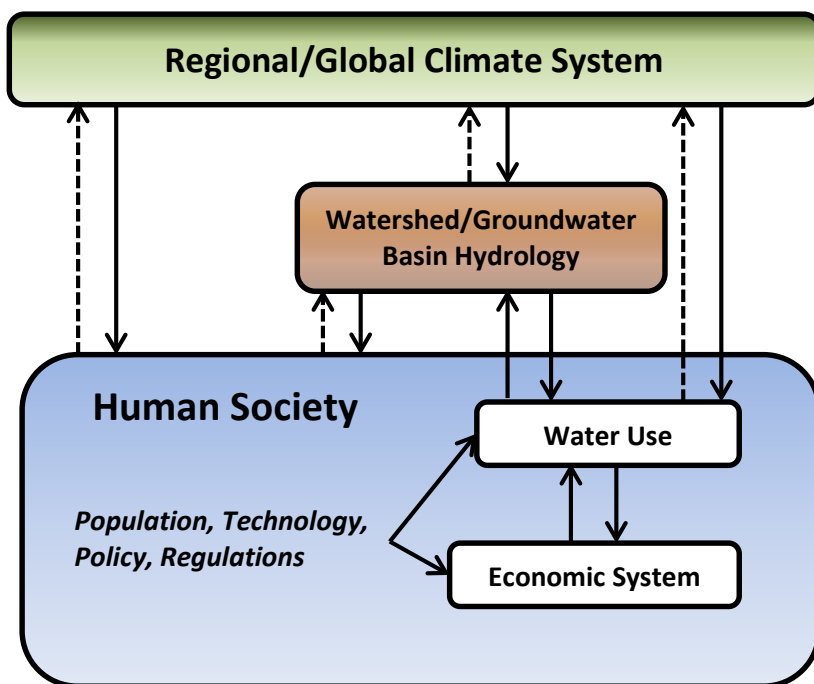 Regional/Global Climate System
Watershed/Groundwater
Basin Hydrology
Human Society
Water Use
Population, Technology,
Policy, Regulations
Economic System